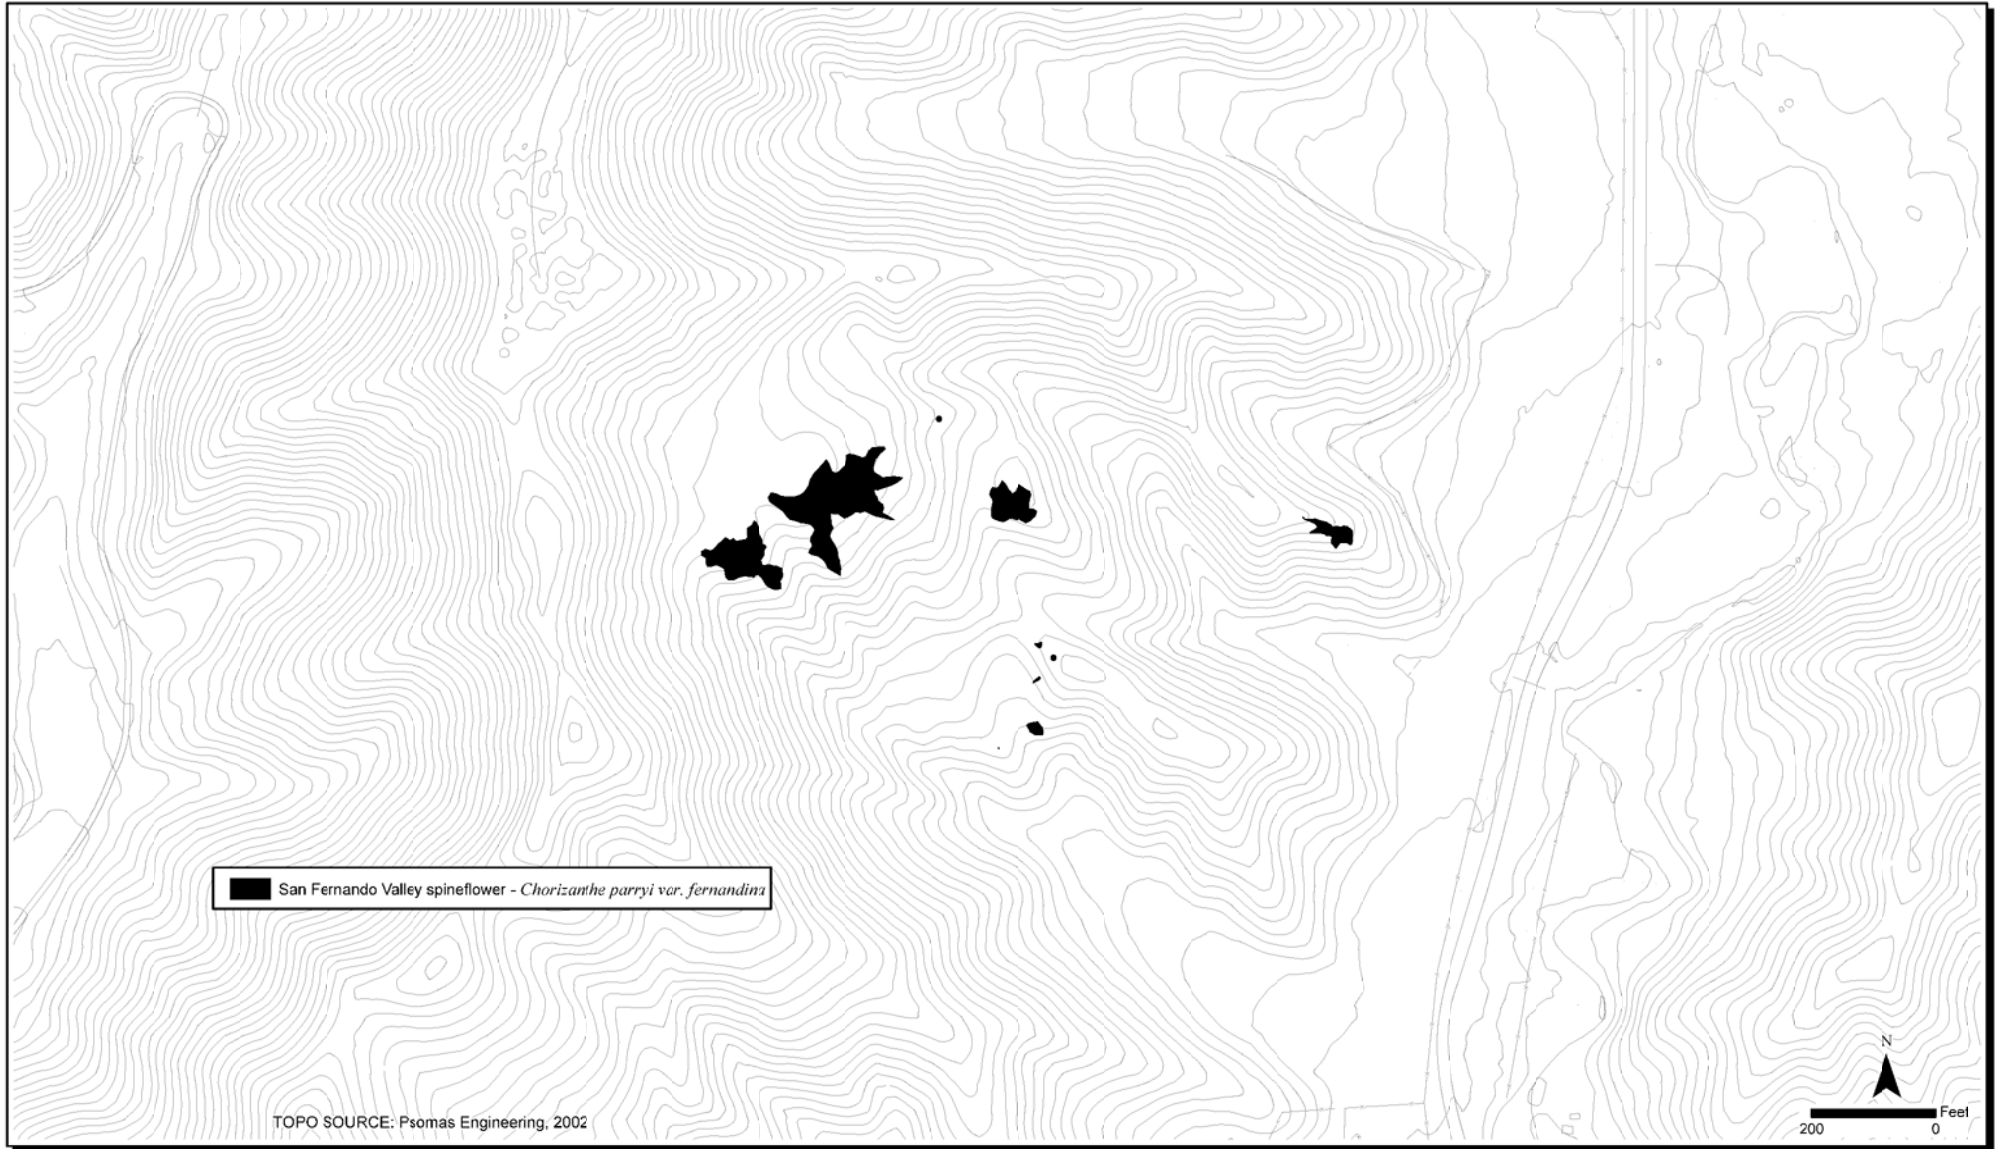 San Fernando Valley spineflower - Chorizanthe parryi var. fernandina
TOPO SOURCE: Psomas Engineering, 2002
N
Feet
200 0